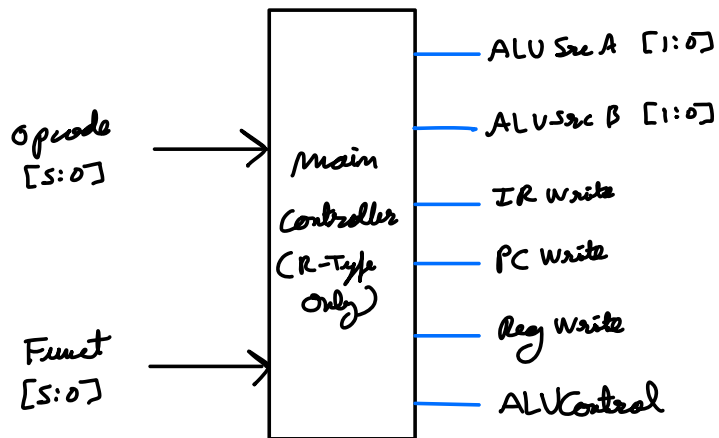 Opcode
[5:0]
Funct
[5:0]
Main
Controller
(R-Type
Only)
ALU Src A [1:0]
ALU Src B [1:0]
IR Write
PC Write
Reg Write
ALUControl